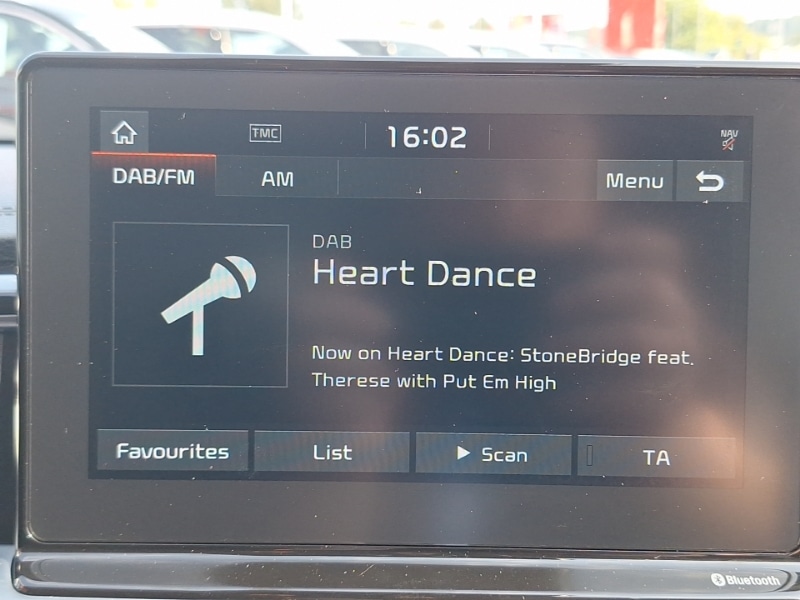 TMC 16:02 NAV
DAB/FM AM Menu
DAB
Heart Dance
Now on Heart Dance: StoneBridge feat.
Therese with Put Em High
Favourites List Scan TA
Bluetooth